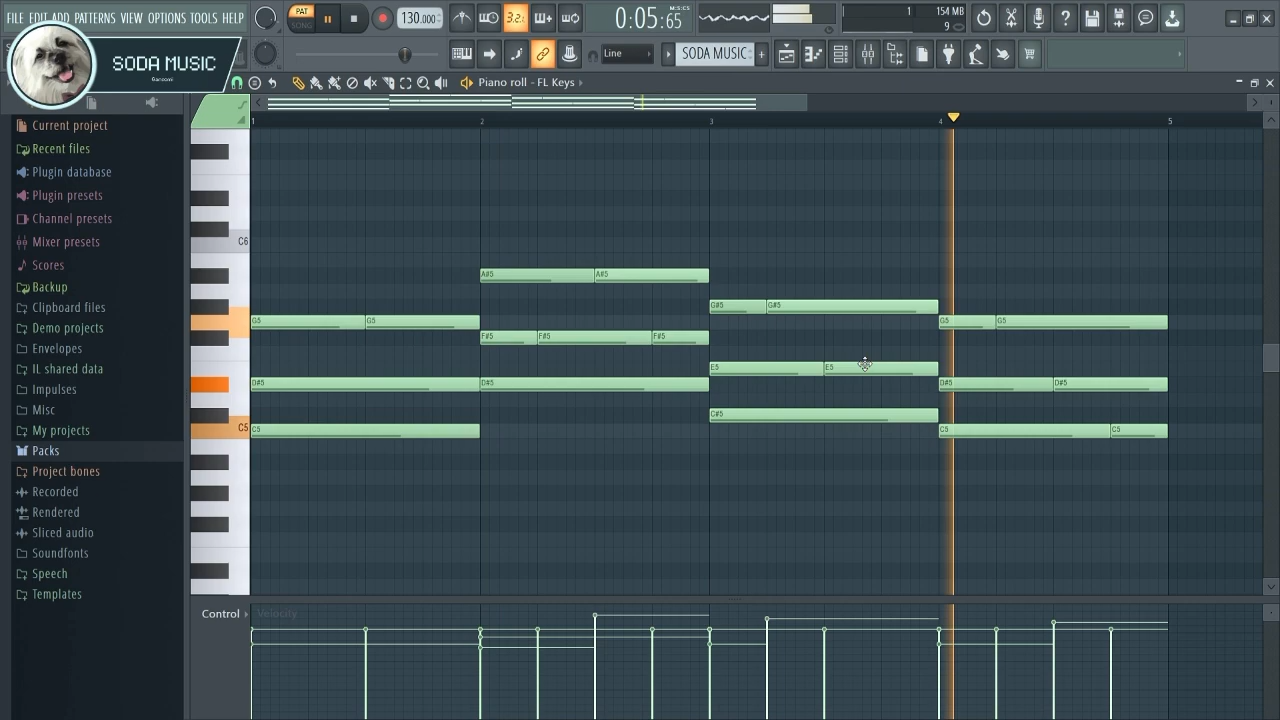 FILE EDIT ADD PATTERNS VIEW OPTIONS TOOLS HELP
PAT
SONG
130.000
3.2.
0:05:65
M:S:CS
1
154 MB
9
SODA MUSIC
Line
SODA MUSIC
Piano roll - FL Keys
Current project
Recent files
Plugin database
Plugin presets
Channel presets
Mixer presets
Scores
Backup
Clipboard files
Demo projects
Envelopes
IL shared data
Impulses
Misc
My projects
Packs
Project bones
Recorded
Rendered
Sliced audio
Soundfonts
Speech
Templates
1 2 3 4 5
C6
A#5 A#5
G#5 G#5
G5 G5 G5 G5
F#5 F#5 F#5
E5 E5
D#5 D#5 D#5 D#5
C#5
C5 C5 C5 C5
Control Velocity